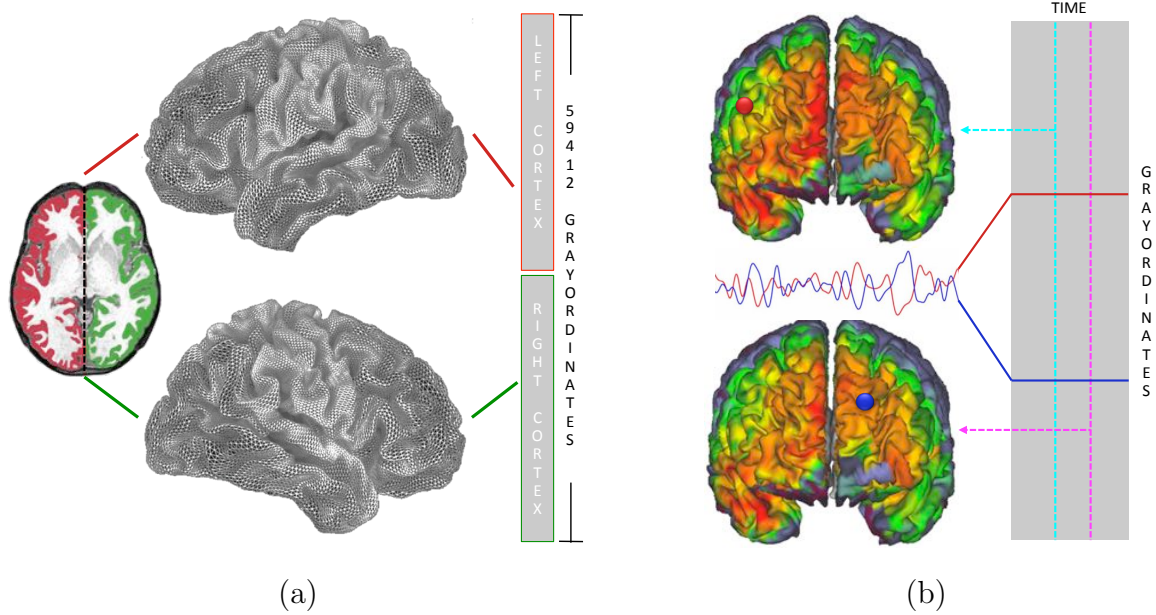 LEFT CORTEX
RIGHT CORTEX
59412 GRAYORDINATES
(a)
TIME
GRAYORDINATES
(b)